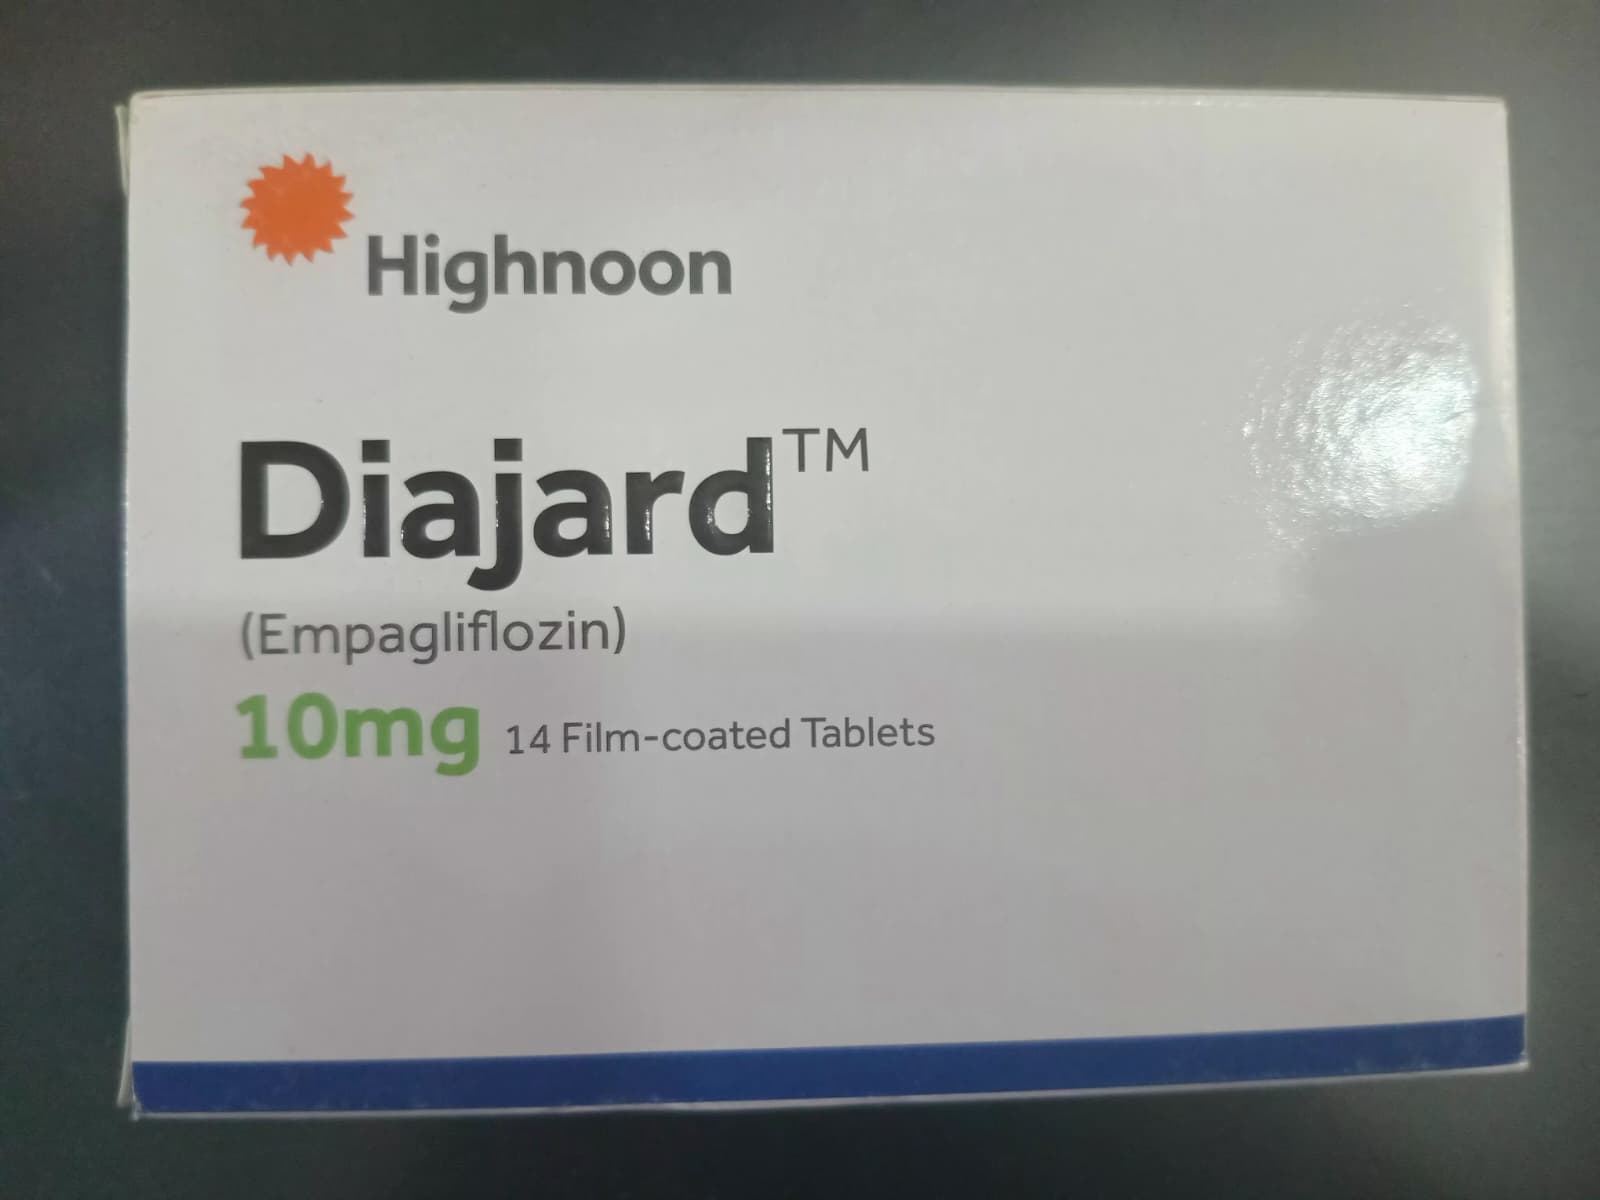 Highnoon
Diajard™
(Empagliflozin)
10mg 14 Film-coated Tablets